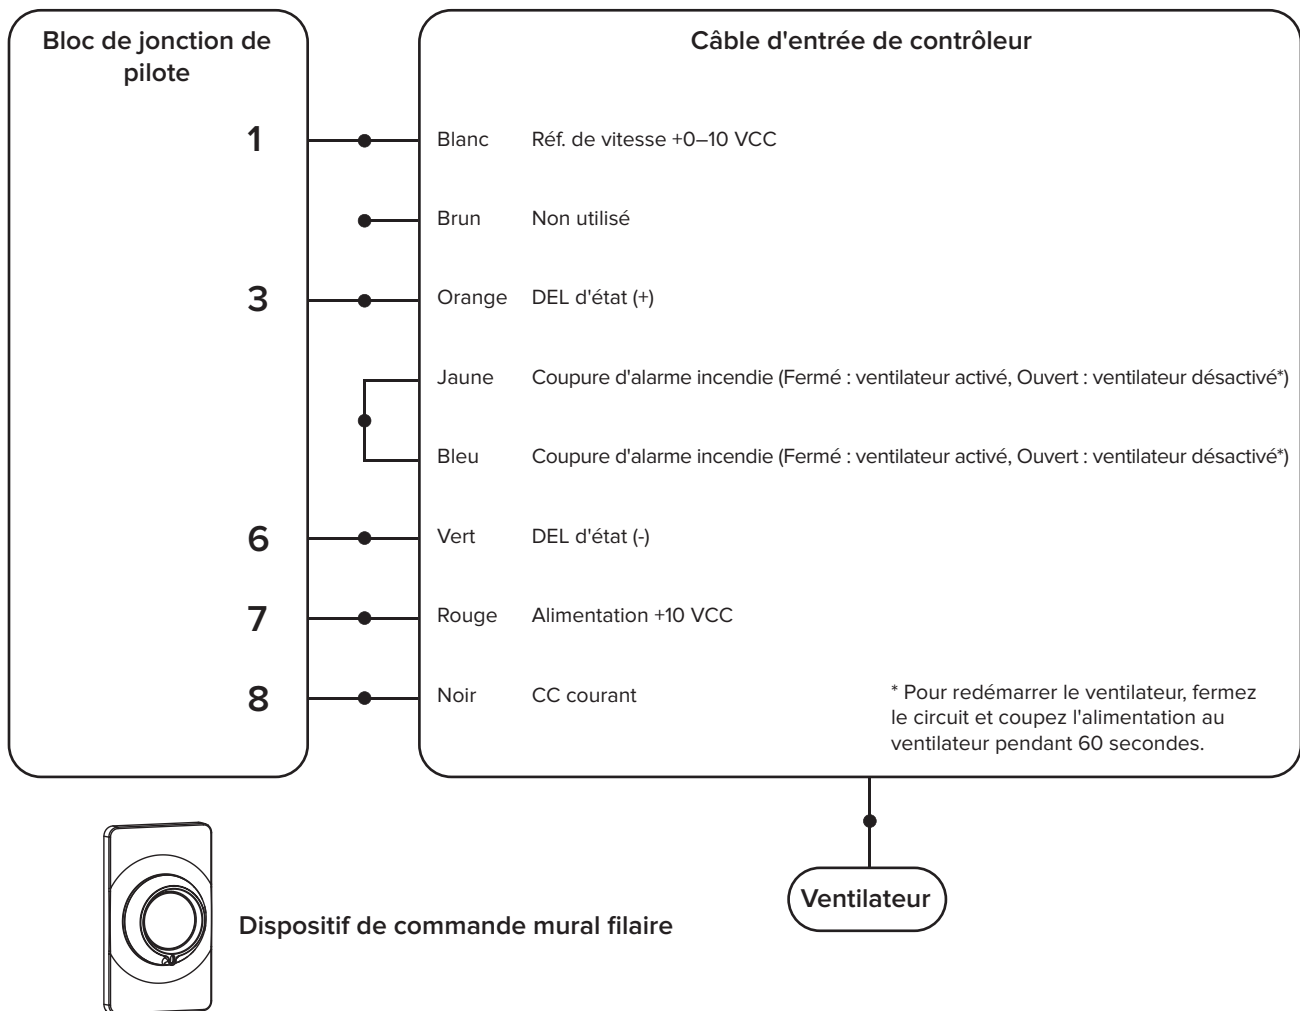 Bloc de jonction de
pilote
Câble d'entrée de contrôleur
1 Blanc Réf. de vitesse +0–10 VCC
Brun Non utilisé
3 Orange DEL d'état (+)
Jaune Coupure d'alarme incendie (Fermé : ventilateur activé, Ouvert : ventilateur désactivé*)
Bleu Coupure d'alarme incendie (Fermé : ventilateur activé, Ouvert : ventilateur désactivé*)
6 Vert DEL d'état (-)
7 Rouge Alimentation +10 VCC
8 Noir CC courant
* Pour redémarrer le ventilateur, fermez
le circuit et coupez l'alimentation au
ventilateur pendant 60 secondes.
Ventilateur
Dispositif de commande mural filaire